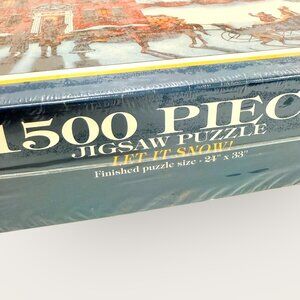 1500 PIEC
JIGSAW PUZZLE
LET IT SNOW!
Finished puzzle size • 24" x 33"